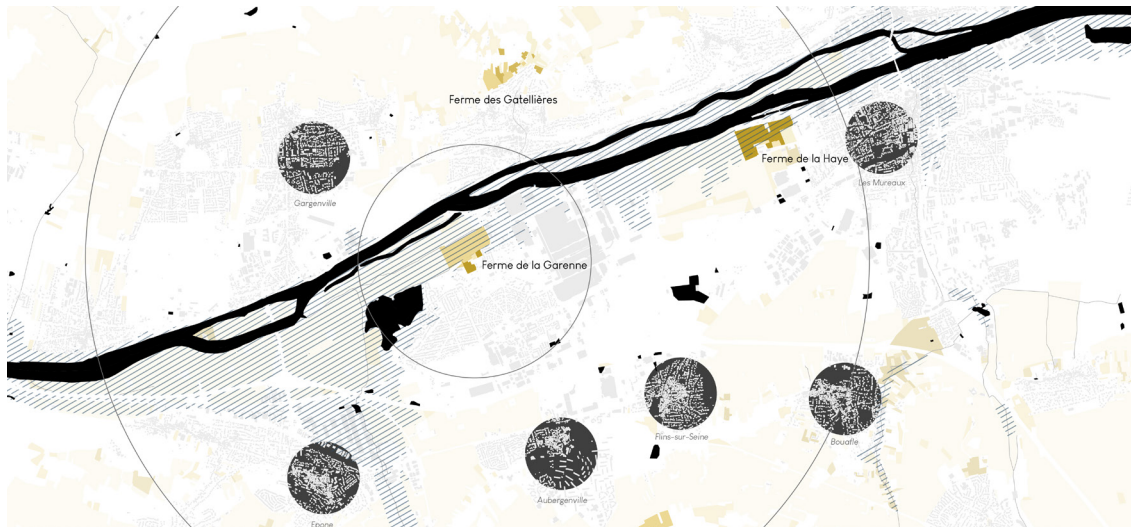 Ferme des Gatellières
Ferme de la Haye
Les Mureaux
Gargenville
Ferme de la Garenne
Flins-sur-Seine
Bouafle
Aubergenville
Epone